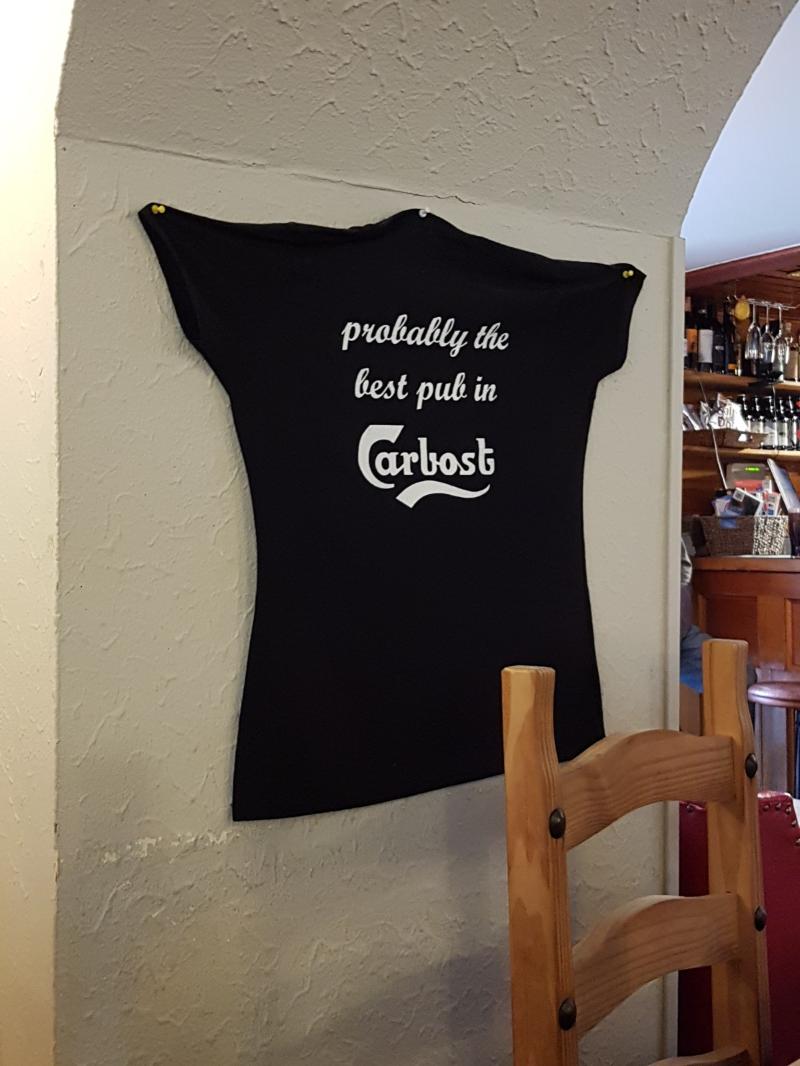 probably the
best pub in
Carbost